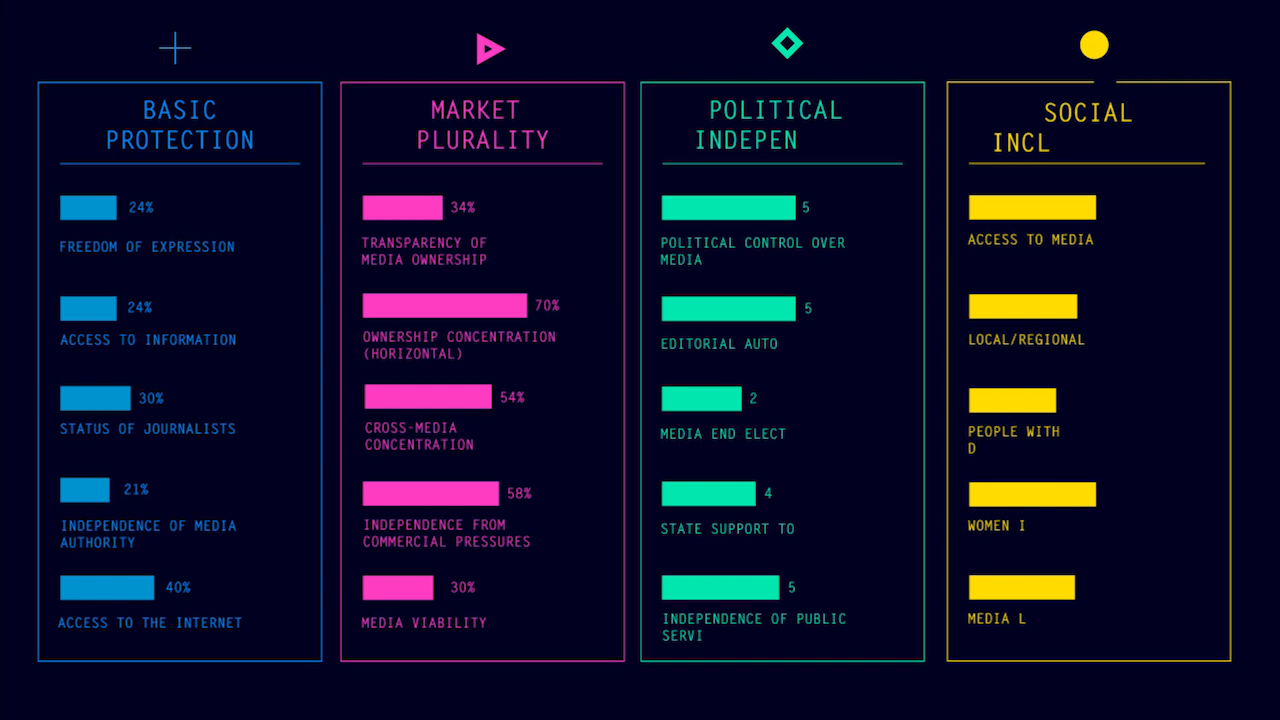 BASIC
PROTECTION
24%
FREEDOM OF EXPRESSION
24%
ACCESS TO INFORMATION
30%
STATUS OF JOURNALISTS
21%
INDEPENDENCE OF MEDIA
AUTHORITY
40%
ACCESS TO THE INTERNET
MARKET
PLURALITY
34%
TRANSPARENCY OF
MEDIA OWNERSHIP
70%
OWNERSHIP CONCENTRATION
(HORIZONTAL)
54%
CROSS-MEDIA
CONCENTRATION
58%
INDEPENDENCE FROM
COMMERCIAL PRESSURES
30%
MEDIA VIABILITY
POLITICAL
INDEPEN
5
POLITICAL CONTROL OVER
MEDIA
5
EDITORIAL AUTO
2
MEDIA END ELECT
4
STATE SUPPORT TO
5
INDEPENDENCE OF PUBLIC
SERVI
SOCIAL
INCL
ACCESS TO MEDIA
LOCAL/REGIONAL
PEOPLE WITH
D
WOMEN I
MEDIA L